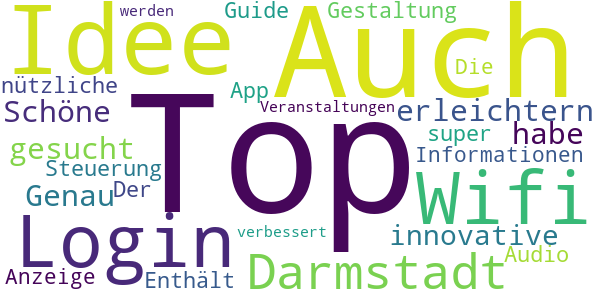 werden
Idee
Auch
Guide
Gestaltung
Die
nützliche
App
Top
Veranstaltungen
Schöne
erleichtern
super
habe
gesucht
Informationen
Steuerung
Genau
Der
Wifi
Login
verbessert
innovative
Darmstadt
Audio
Anzeige
Enthält